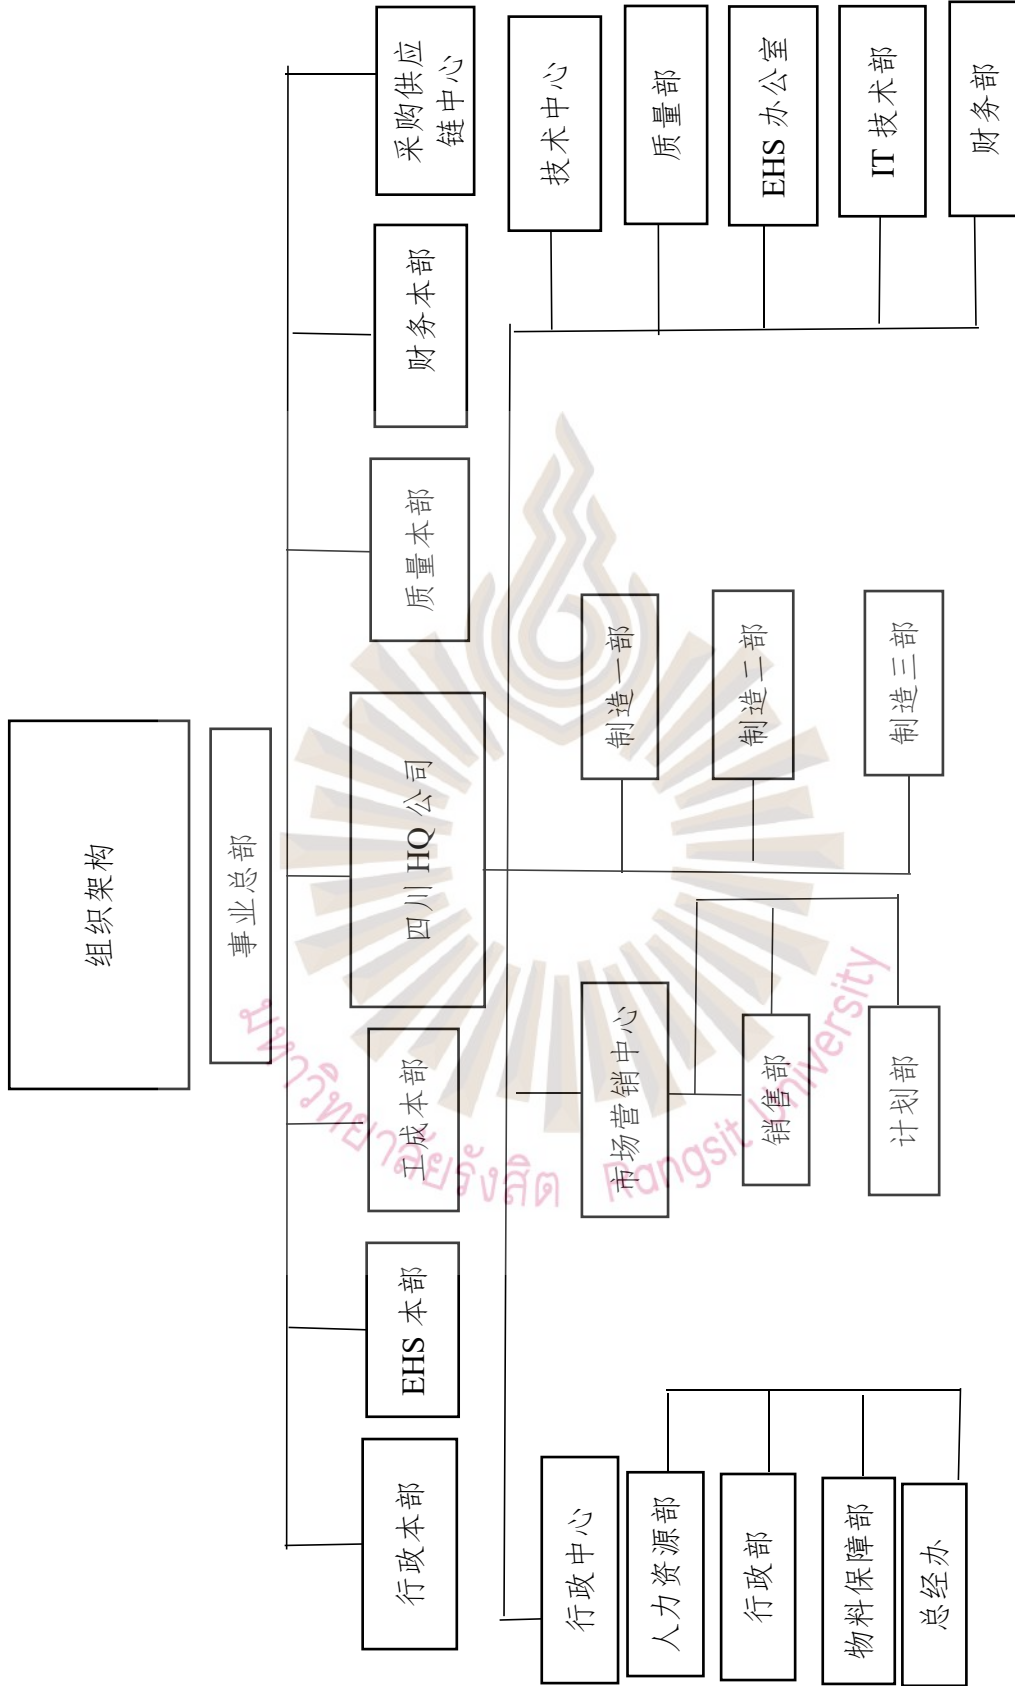 组织架构
事业总部
行政本部
EHS 本部
工成本部
四川 HQ 公司
质量本部
财务本部
采购供应
链中心
行政中心
人力资源部
行政部
物料保障部
总经办
市场营销中心
销售部
计划部
制造一部
制造二部
制造三部
技术中心
质量部
EHS 办公室
IT 技术部
财务部
มหาวิทยาลัยรังสิต Rangsit University